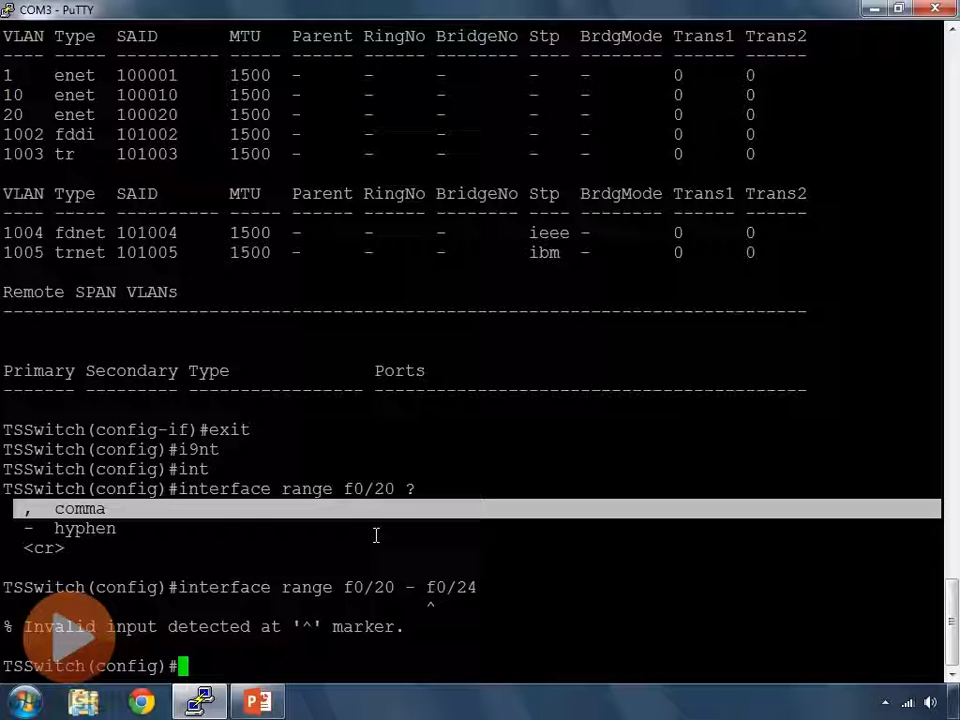 COM3 - PuTTY
VLAN Type SAID MTU Parent RingNo BridgeNo Stp BrdgMode Trans1 Trans2
---- ----- ---------- ----- ------ ------ -------- ---- -------- ------ ------
1 enet 100001 1500 - - - - - 0 0
10 enet 100010 1500 - - - - - 0 0
20 enet 100020 1500 - - - - - 0 0
1002 fddi 101002 1500 - - - - - 0 0
1003 tr 101003 1500 - - - - - 0 0
VLAN Type SAID MTU Parent RingNo BridgeNo Stp BrdgMode Trans1 Trans2
---- ----- ---------- ----- ------ ------ -------- ---- -------- ------ ------
1004 fdnet 101004 1500 - - - ieee - 0 0
1005 trnet 101005 1500 - - - ibm - 0 0
Remote SPAN VLANs
------------------------------------------------------------------------------
Primary Secondary Type Ports
------- --------- ----------------- ------------------------------------------
TSSwitch(config-if)#exit
TSSwitch(config)#i9nt
TSSwitch(config)#int
TSSwitch(config)#interface range f0/20 ?
, comma
- hyphen
<cr>
TSSwitch(config)#interface range f0/20 - f0/24
^
% Invalid input detected at '^' marker.
TSSwitch(config)#